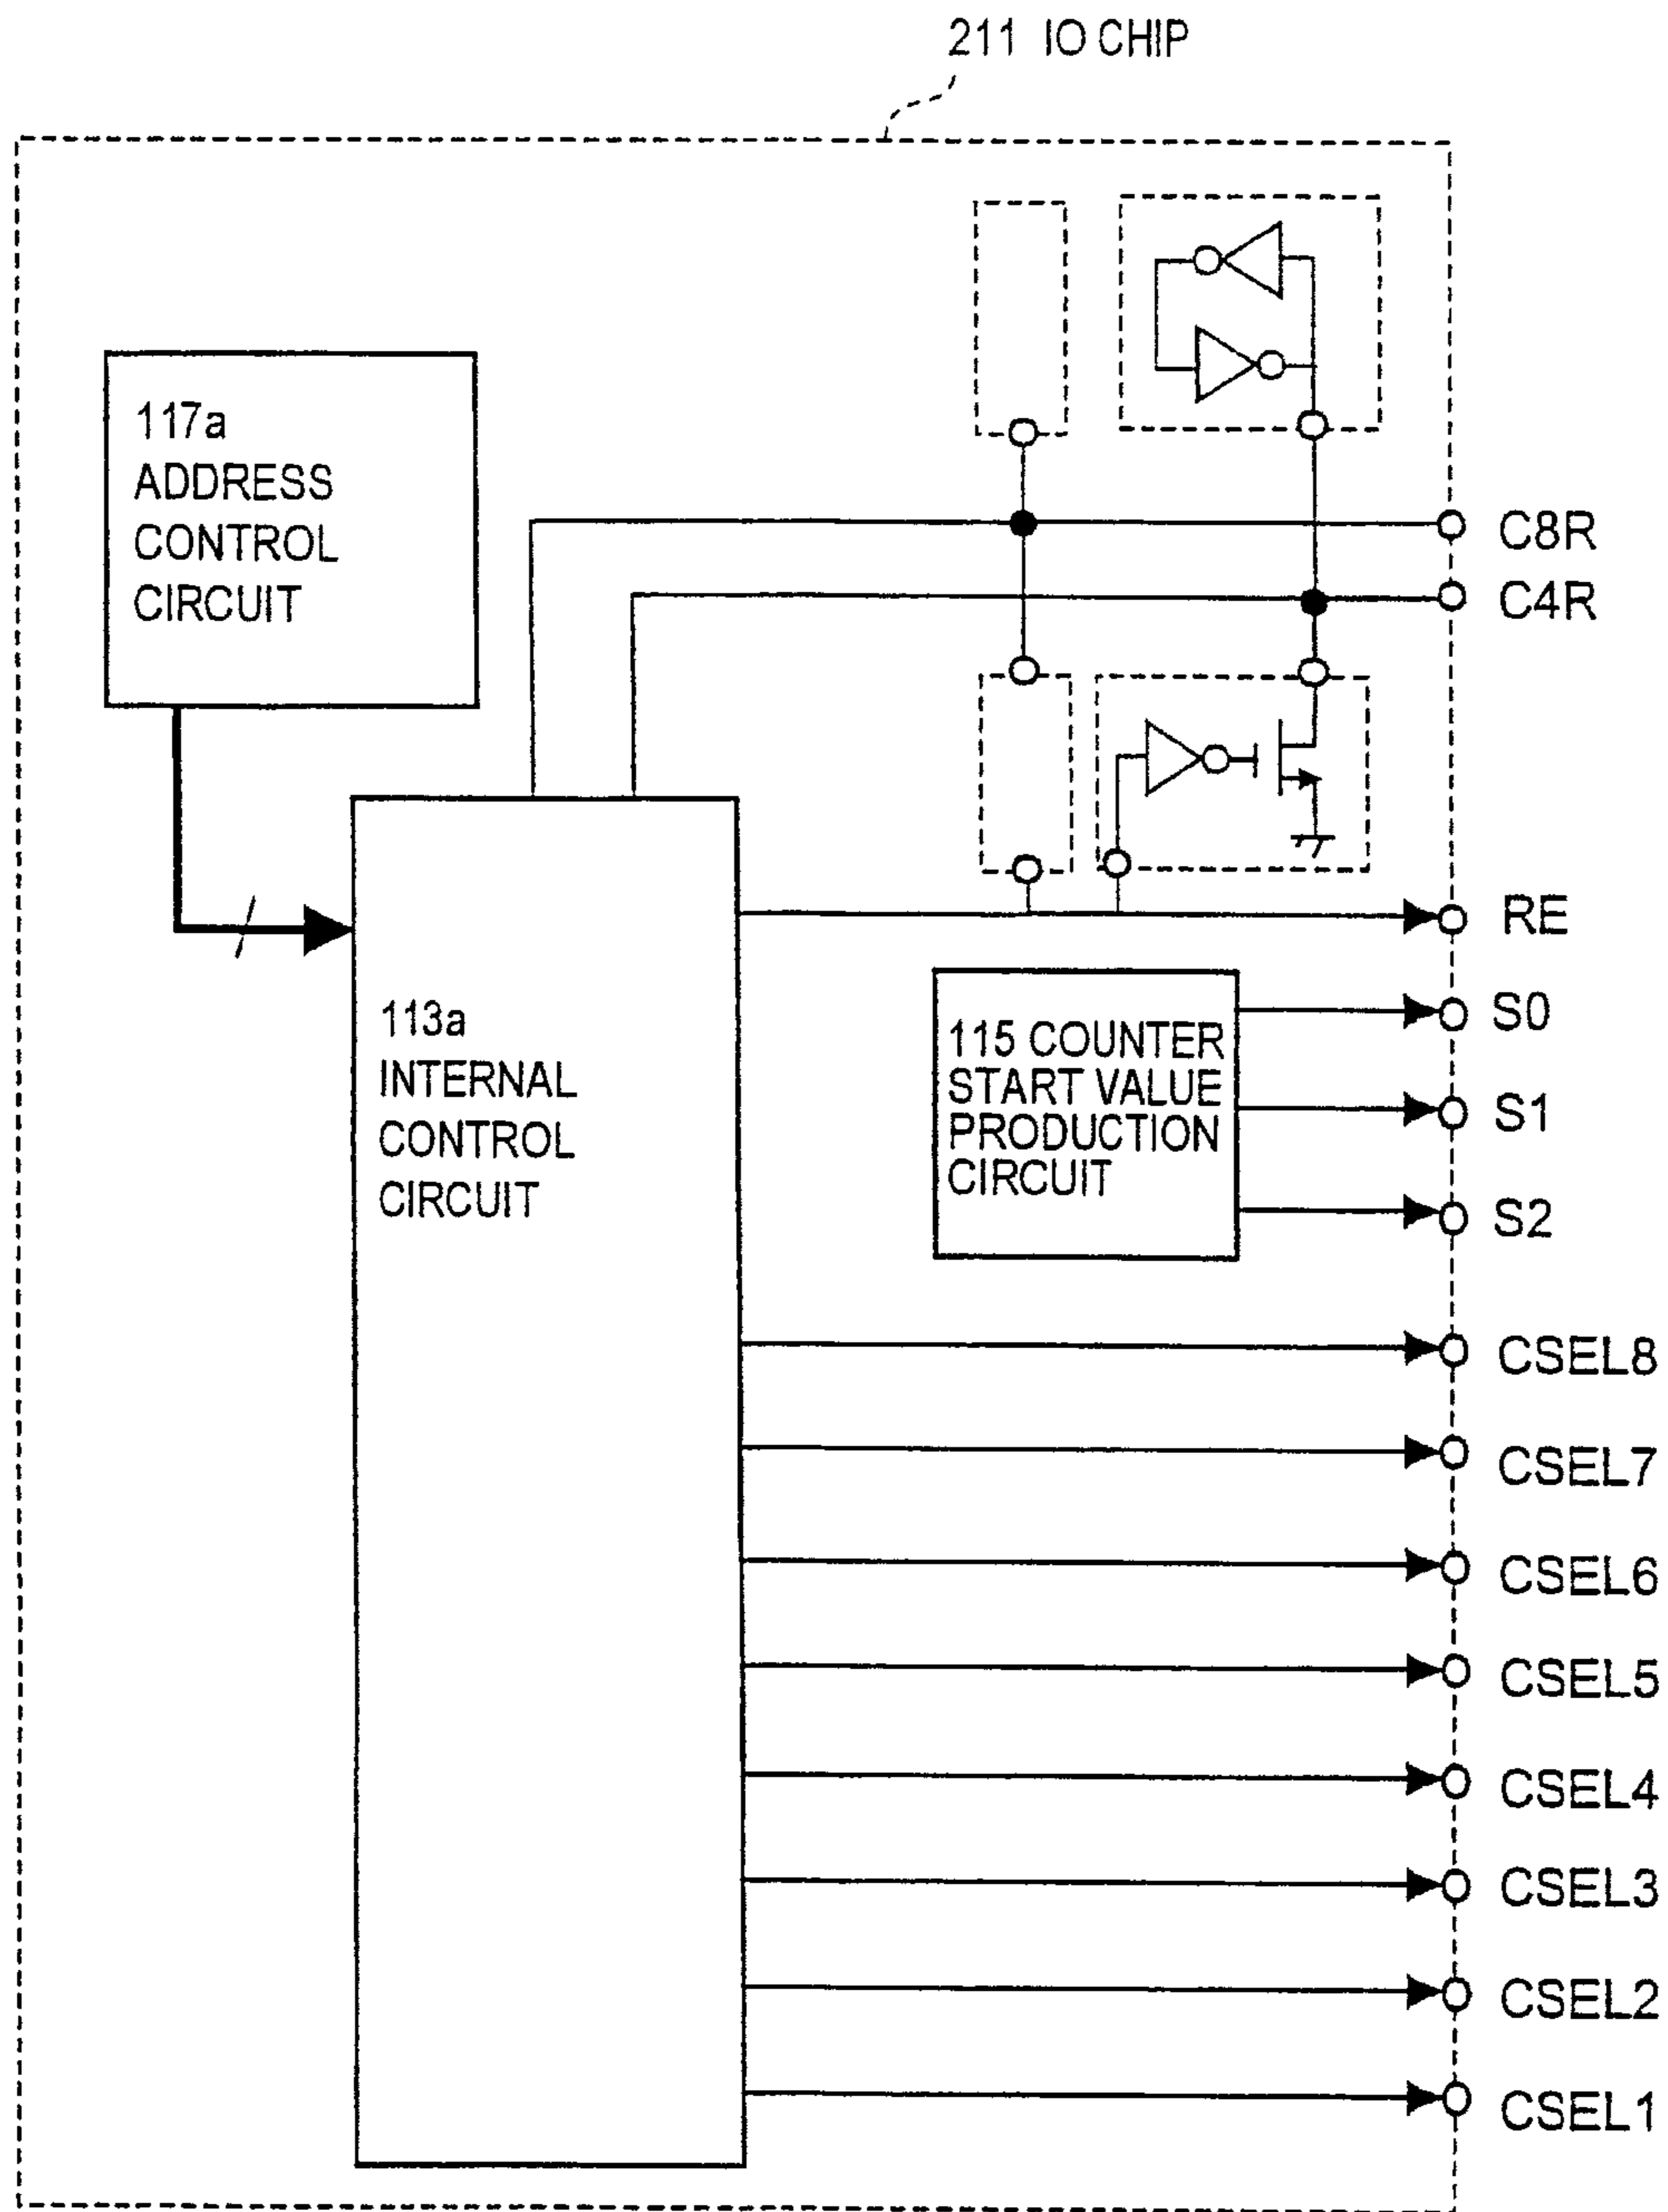 211 IO CHIP
117a
ADDRESS
CONTROL
CIRCUIT
C8R
C4R
RE
113a
INTERNAL
CONTROL
CIRCUIT
115 COUNTER
START VALUE
PRODUCTION
CIRCUIT
S0
S1
S2
CSEL8
CSEL7
CSEL6
CSEL5
CSEL4
CSEL3
CSEL2
CSEL1